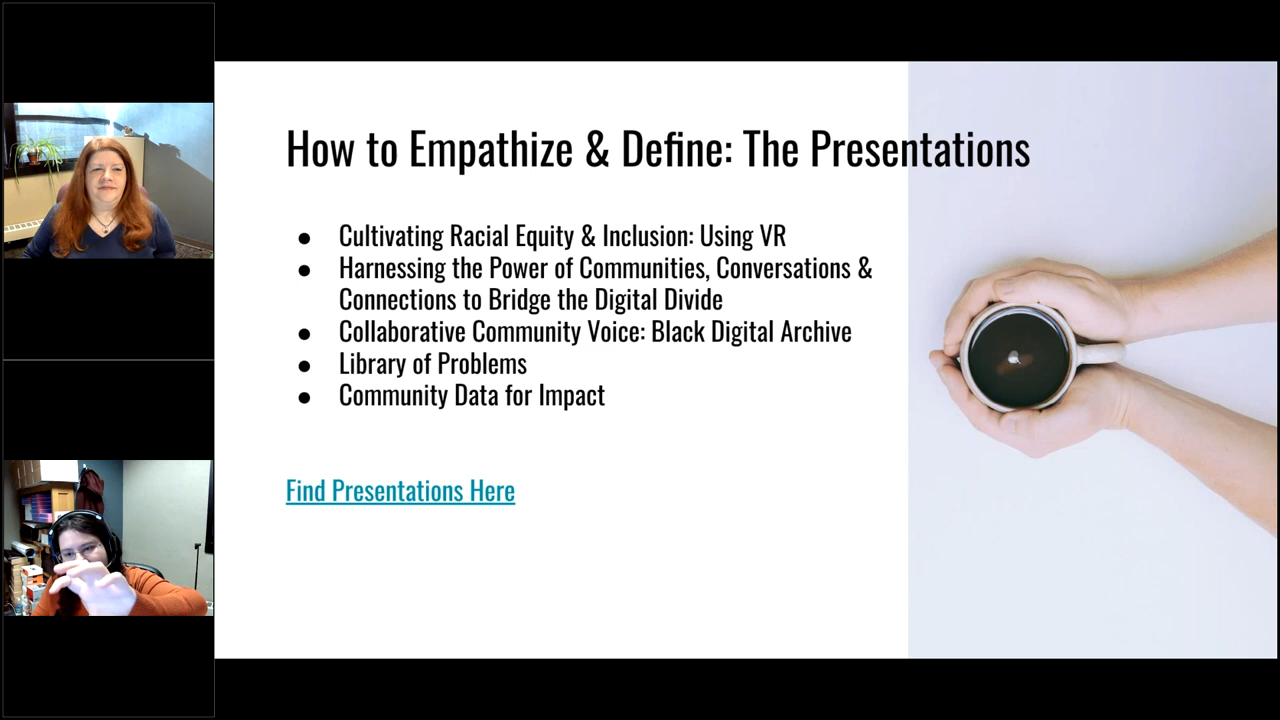 How to Empathize & Define: The Presentations
● Cultivating Racial Equity & Inclusion: Using VR
● Harnessing the Power of Communities, Conversations &
Connections to Bridge the Digital Divide
● Collaborative Community Voice: Black Digital Archive
● Library of Problems
● Community Data for Impact
Find Presentations Here